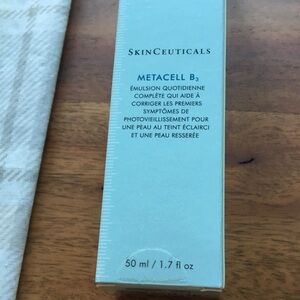 SKINCEUTICALS
METACELL B₃
ÉMULSION QUOTIDIENNE
COMPLÈTE QUI AIDE À
CORRIGER LES PREMIERS
SYMPTÔMES DE
PHOTOVIEILLISSEMENT POUR
UNE PEAU AU TEINT ÉCLAIRCI
ET UNE PEAU RESSERÉE
50 ml / 1.7 fl oz